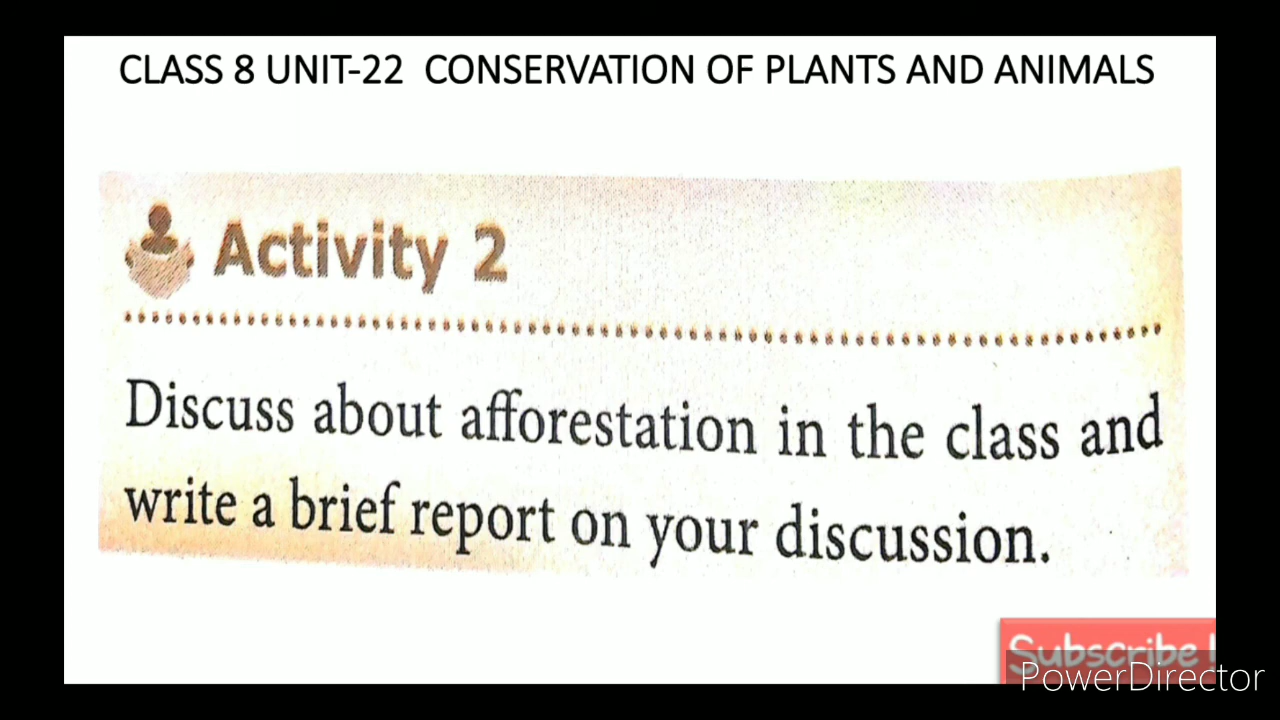 CLASS 8 UNIT-22 CONSERVATION OF PLANTS AND ANIMALS
Activity 2
Discuss about afforestation in the class and
write a brief report on your discussion.
Subscribe !
PowerDirector